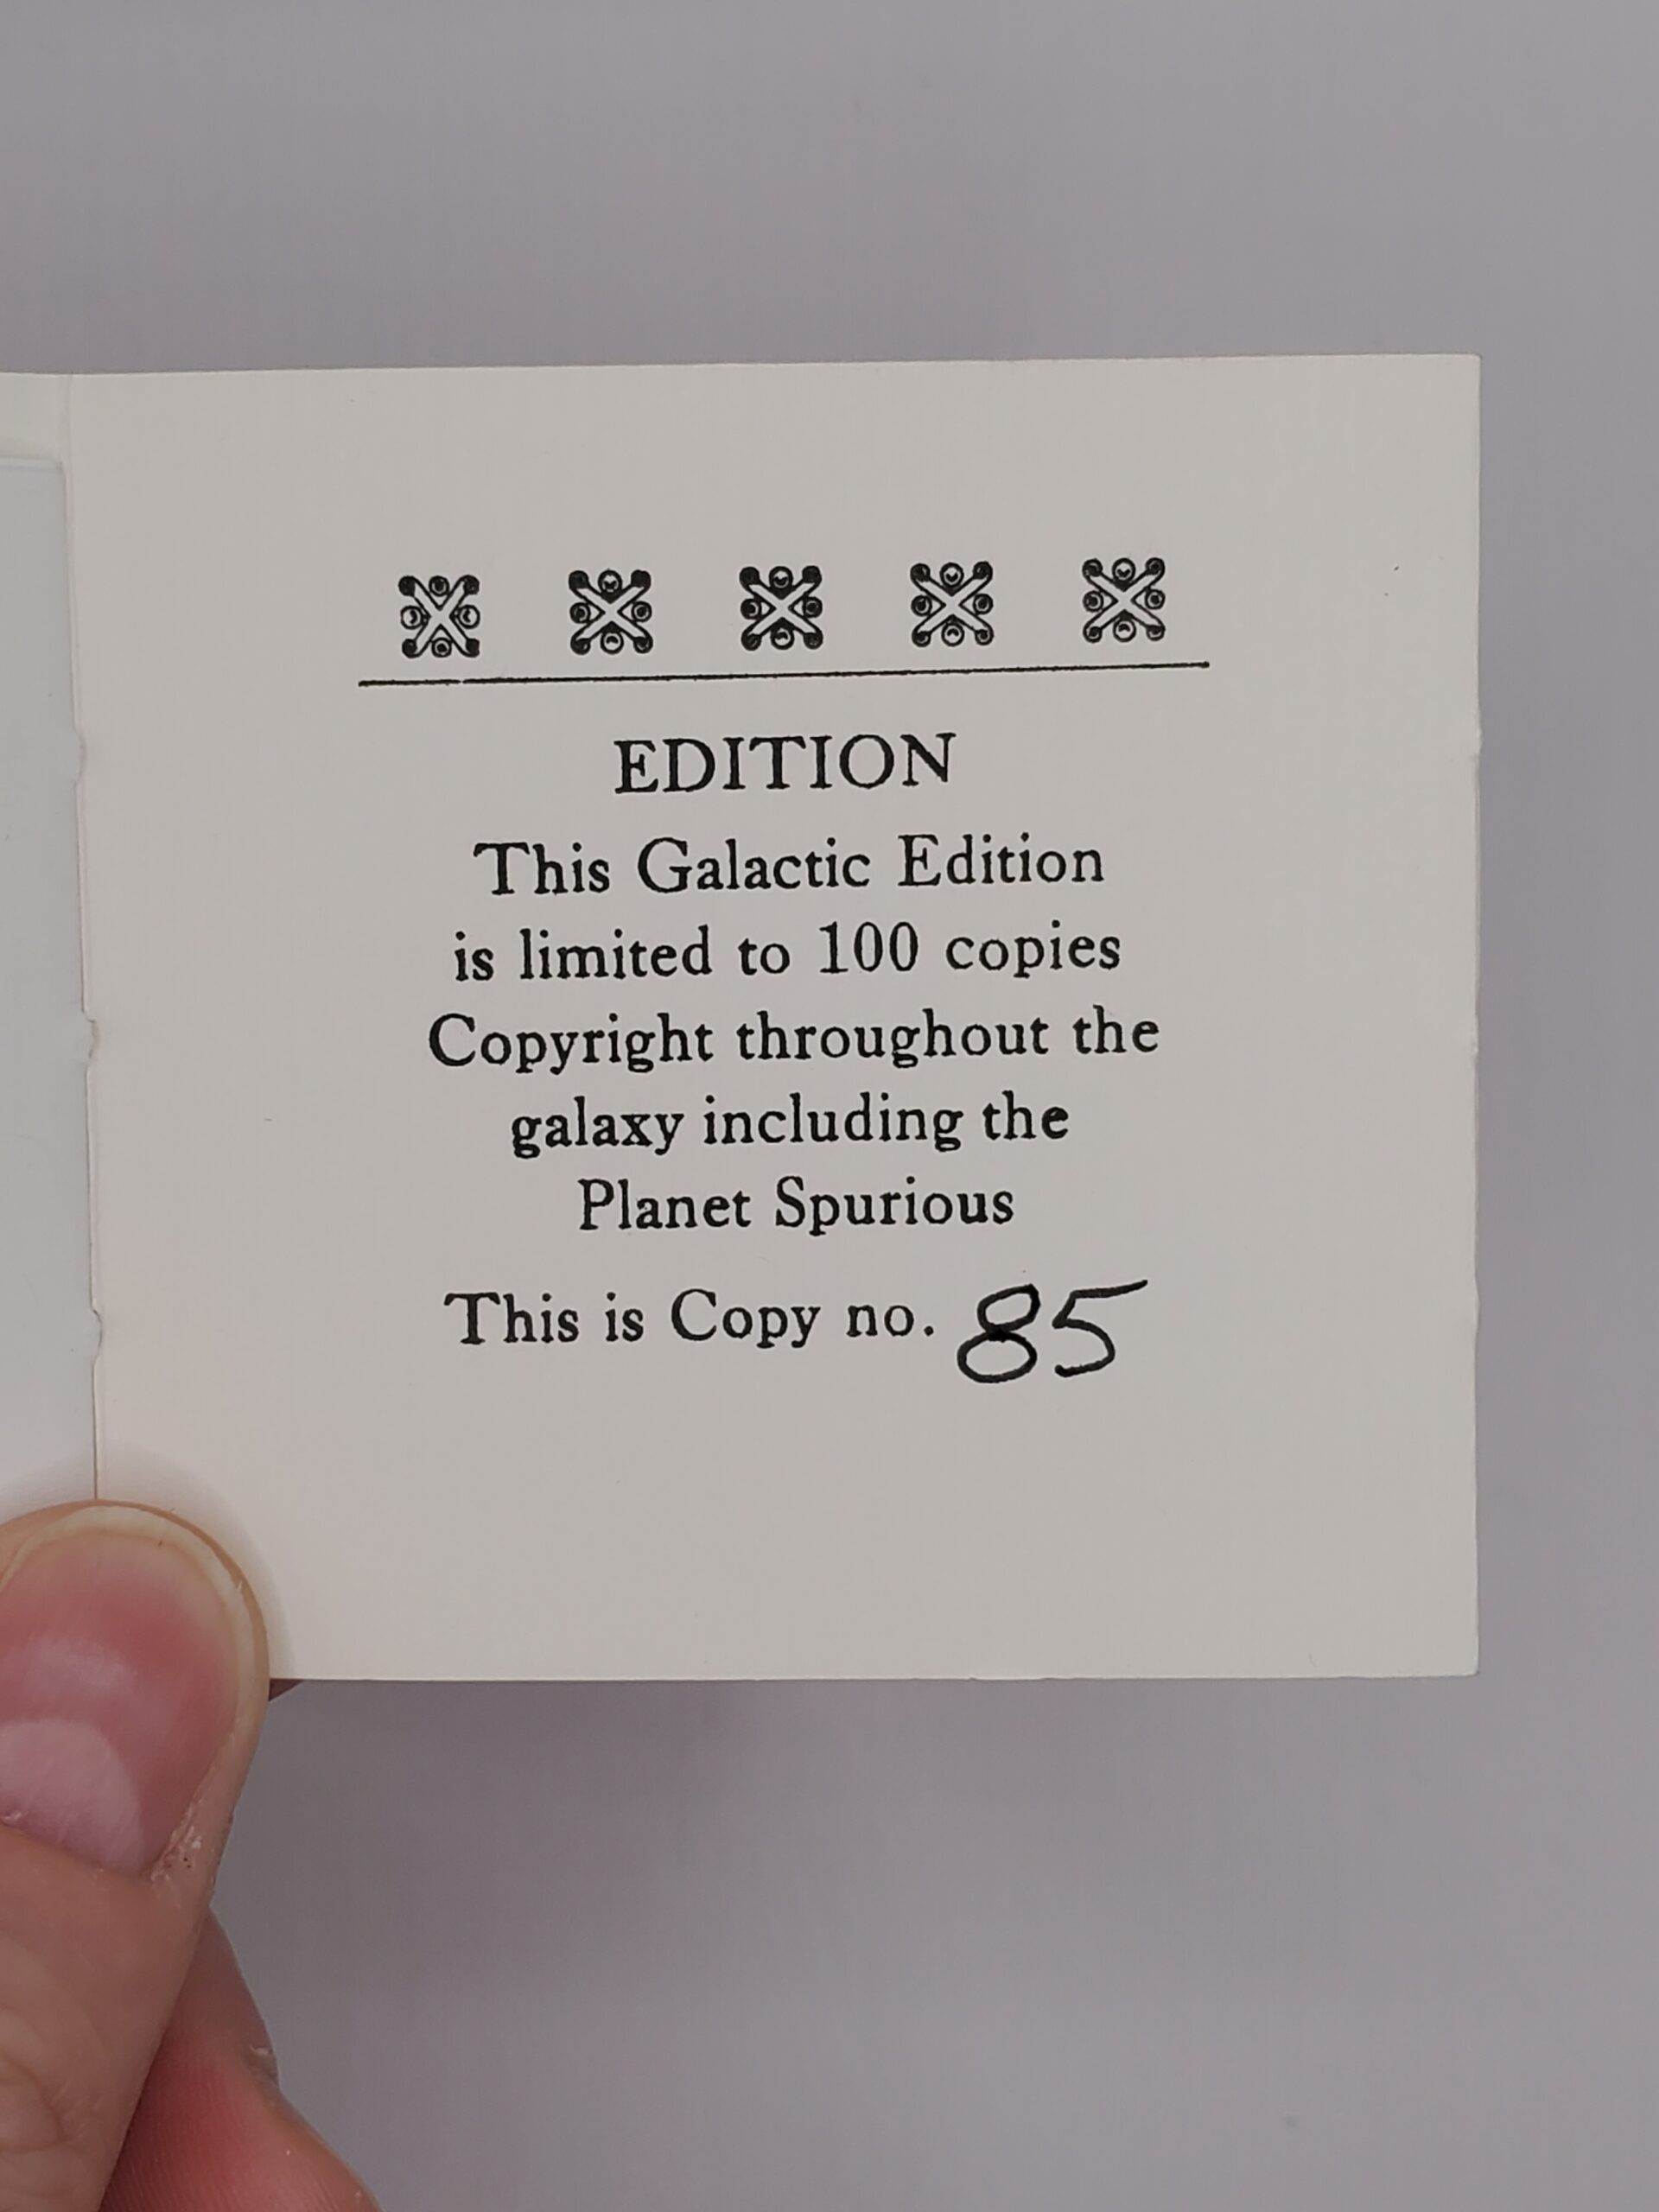 EDITION
This Galactic Edition
is limited to 100 copies
Copyright throughout the
galaxy including the
Planet Spurious
This is Copy no. 85